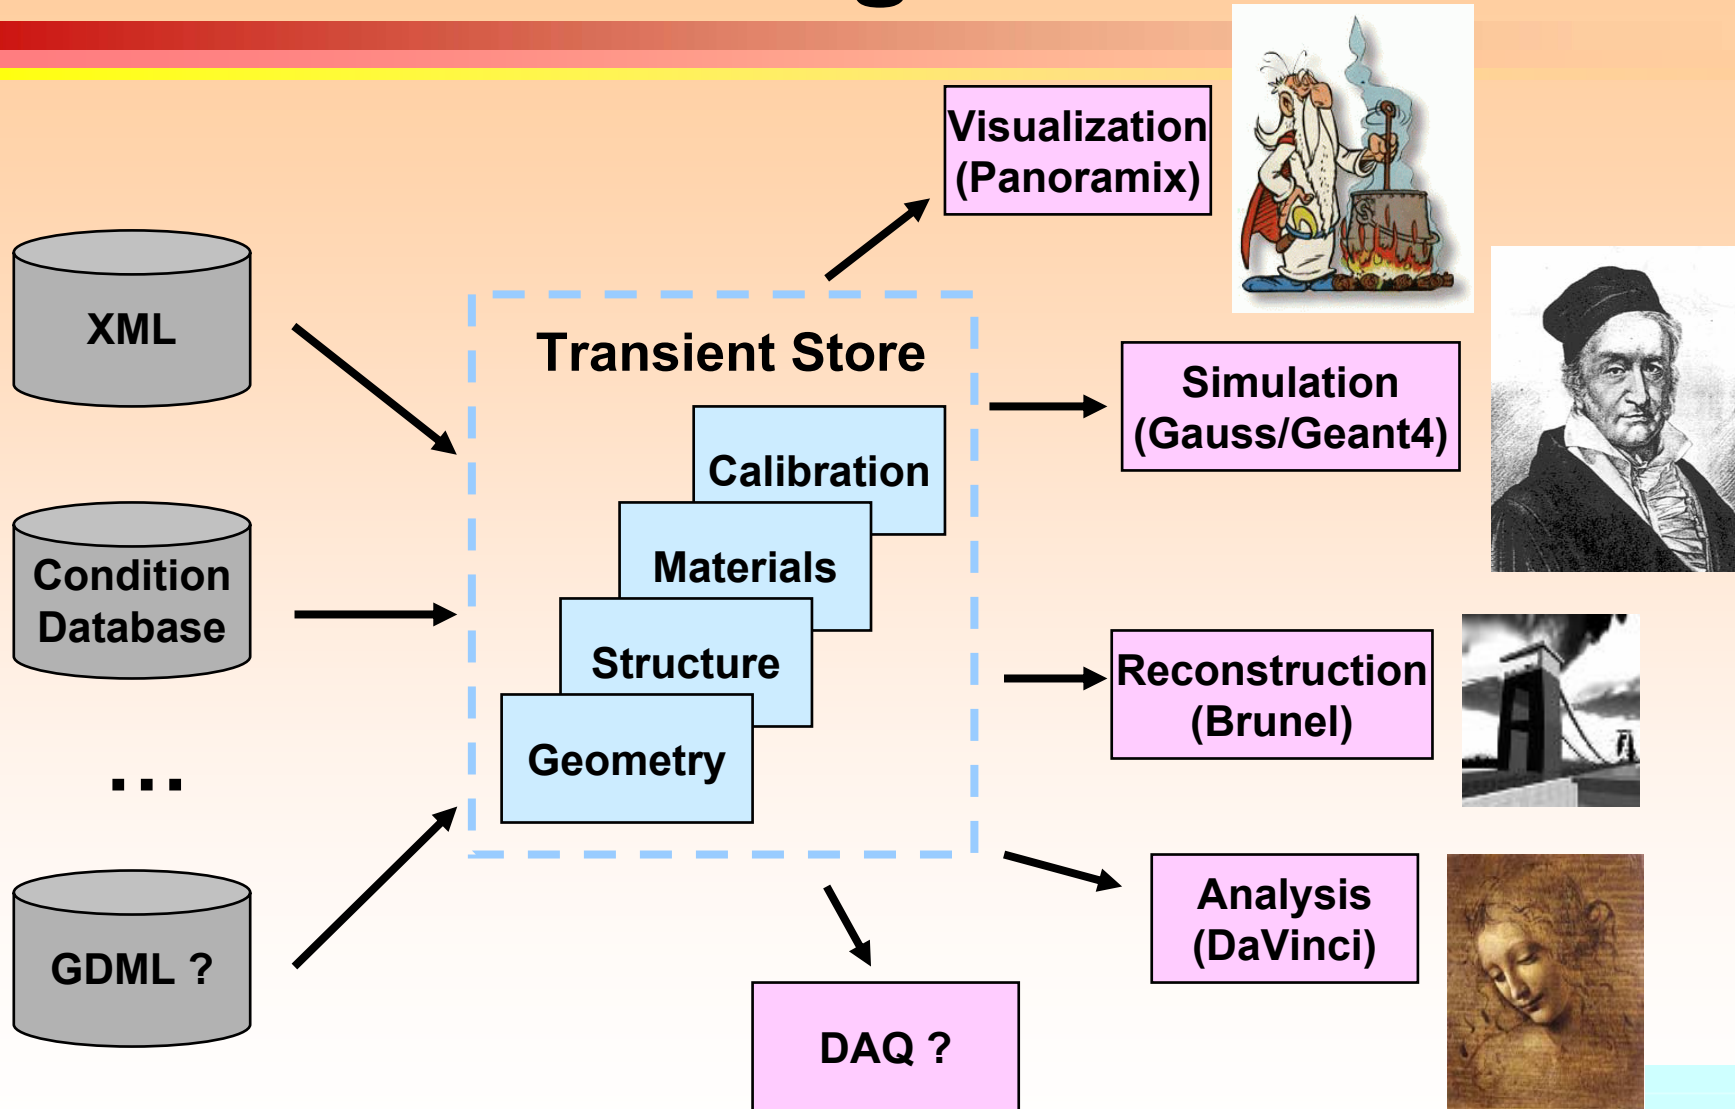 Visualization
(Panoramix)
XML
Transient Store
Simulation
(Gauss/Geant4)
Calibration
Materials
Condition
Database
Structure
Reconstruction
(Brunel)
Geometry
...
Analysis
(DaVinci)
GDML ?
DAQ ?